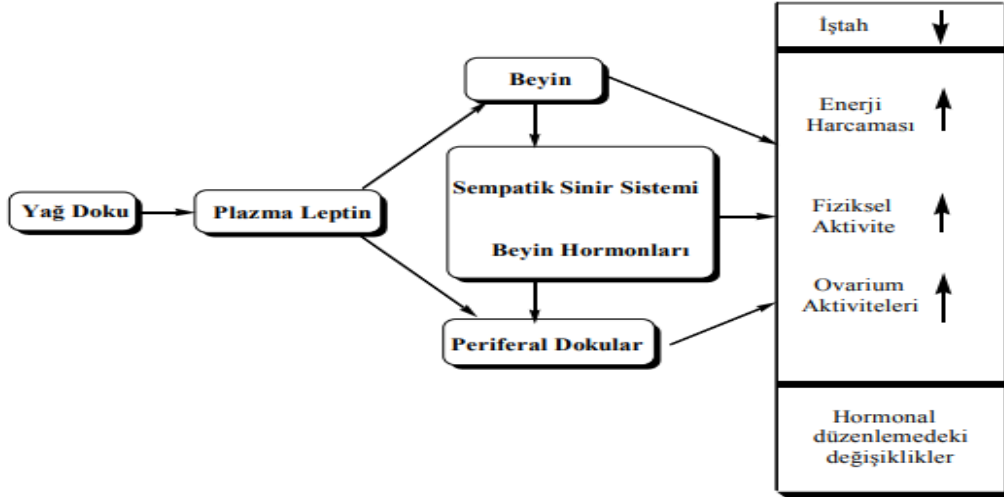 Yağ Doku
Plazma Leptin
Beyin
Sempatik Sinir Sistemi
Beyin Hormonları
Periferal Dokular
İştah
Enerji
Harcaması
Fiziksel
Aktivite
Ovarium
Aktiviteleri
Hormonal
düzenlemedeki
değişiklikler